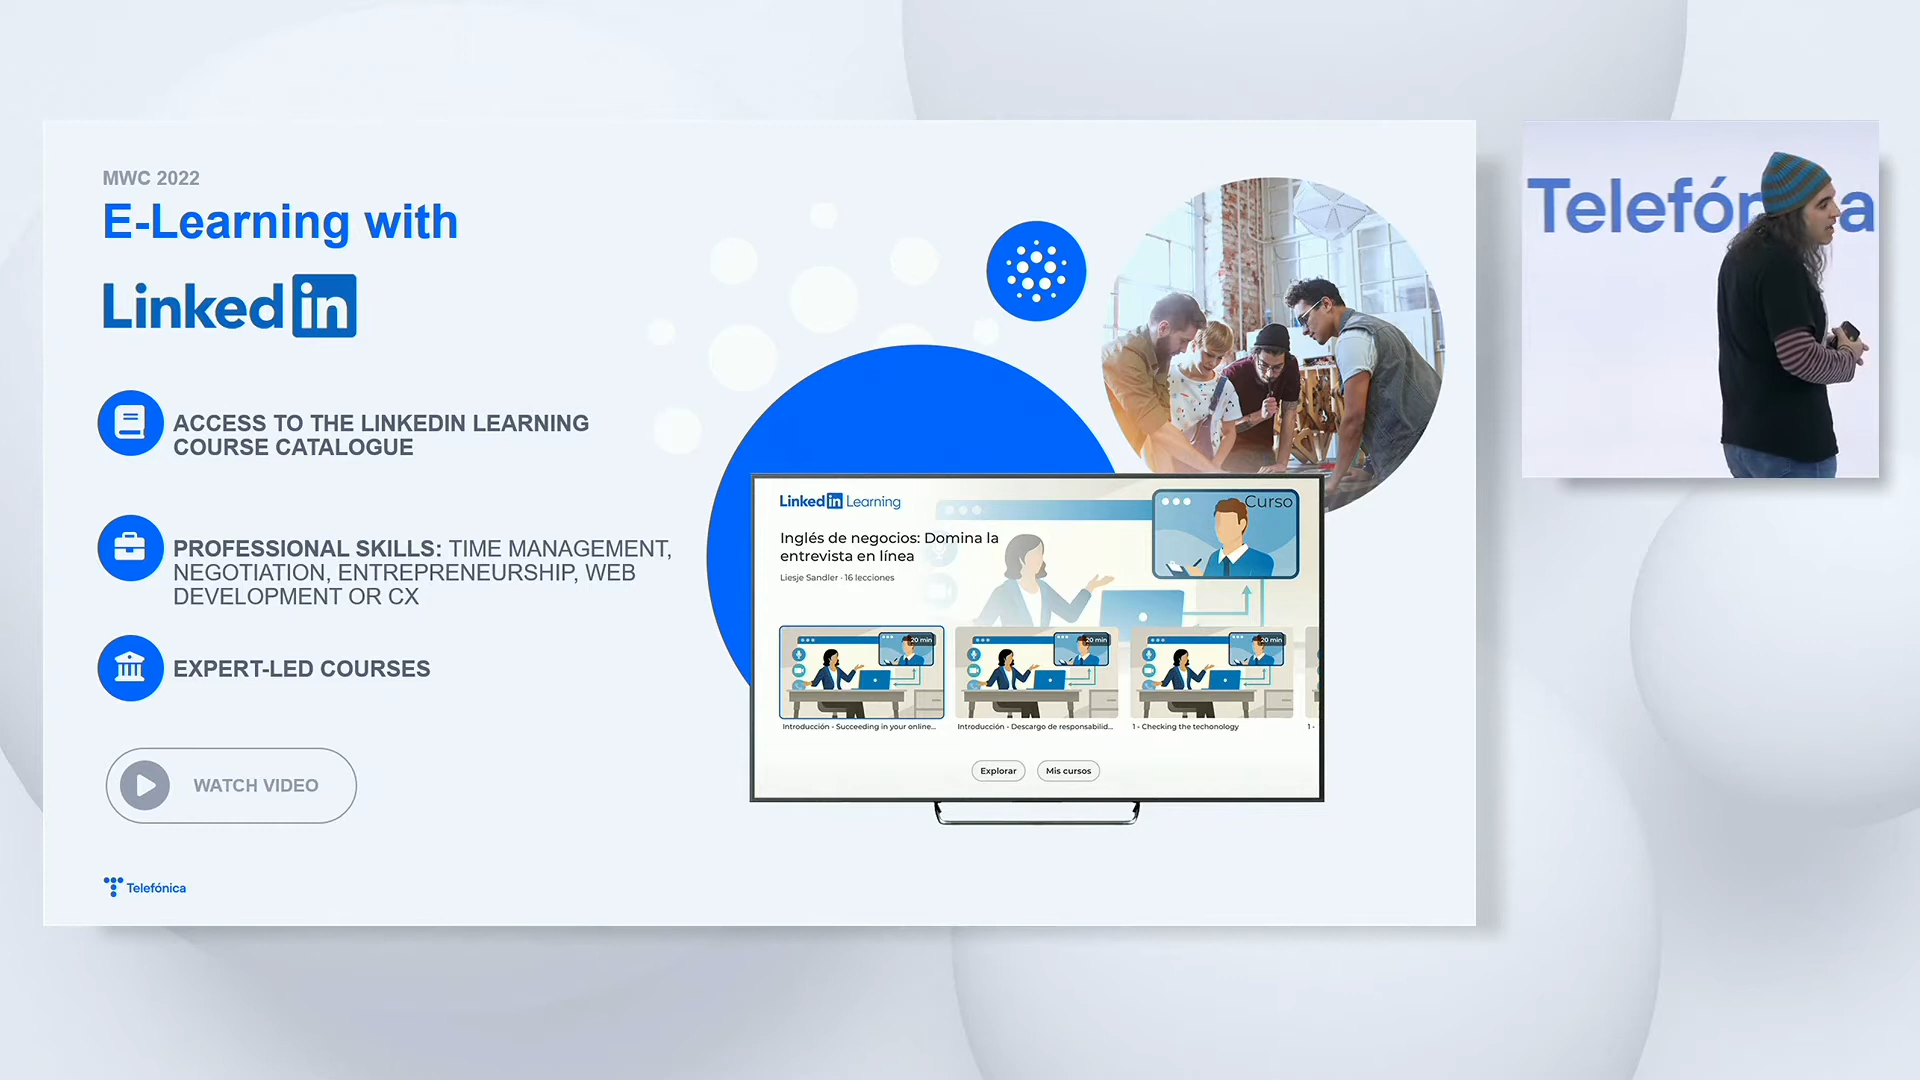 MWC 2022
E-Learning with
Linkedin
ACCESS TO THE LINKEDIN LEARNING
COURSE CATALOGUE
PROFESSIONAL SKILLS: TIME MANAGEMENT,
NEGOTIATION, ENTREPRENEURSHIP, WEB
DEVELOPMENT OR CX
EXPERT-LED COURSES
WATCH VIDEO
Telefónica
Linkedin Learning
Curso
Inglés de negocios: Domina la
entrevista en línea
Liesje Sandler · 16 lecciones
20 min
20 min
20 min
Introducción - Succeeding in your online...
Introducción - Descargo de responsabilid...
1 - Checking the techonology
1 -
Explorar
Mis cursos
Telefór a